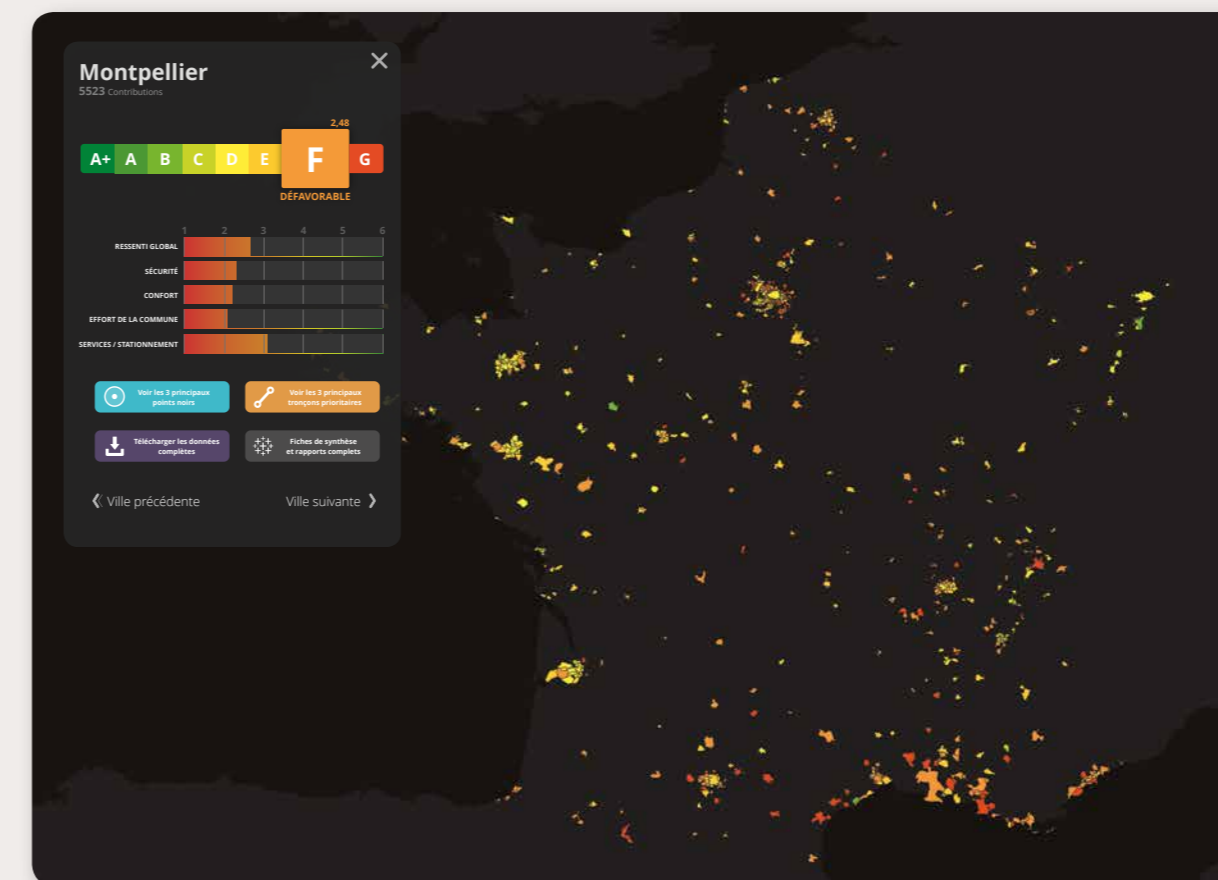 Montpellier
5523 Contributions
2,48
A+ A B C D E F G
DÉFAVORABLE
1 2 3 4 5 6
RESSENTI GLOBAL
SÉCURITÉ
CONFORT
EFFORT DE LA COMMUNE
SERVICES / STATIONNEMENT
Voir les 3 principaux
points noirs
Voir les 3 principaux
tronçons prioritaires
Télécharger les données
complètes
Fiches de synthèse
et rapports complets
Ville précédente
Ville suivante